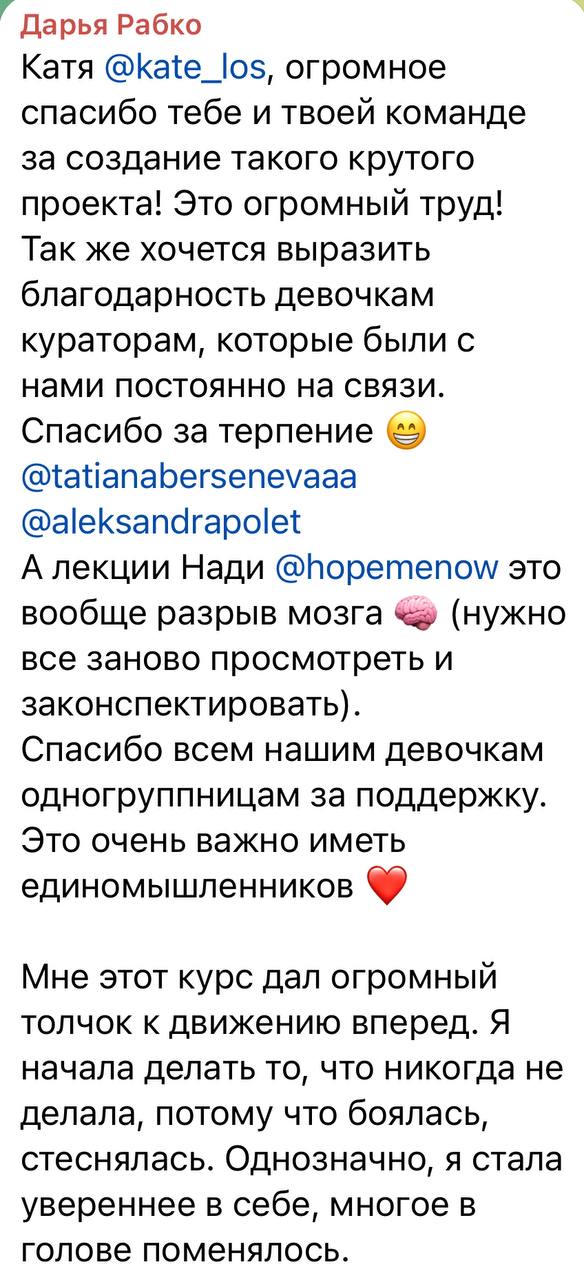 Дарья Рабко
Катя @kate_los, огромное
спасибо тебе и твоей команде
за создание такого крутого
проекта! Это огромный труд!
Так же хочется выразить
благодарность девочкам
кураторам, которые были с
нами постоянно на связи.
Спасибо за терпение 😁
@tatianabersenevaaa
@aleksandrapolet
А лекции Нади @hopemenow это
вообще разрыв мозга 🧠 (нужно
все заново просмотреть и
законспектировать).
Спасибо всем нашим девочкам
одногруппницам за поддержку.
Это очень важно иметь
единомышленников ❤️
Мне этот курс дал огромный
толчок к движению вперед. Я
начала делать то, что никогда не
делала, потому что боялась,
стеснялась. Однозначно, я стала
увереннее в себе, многое в
голове поменялось.